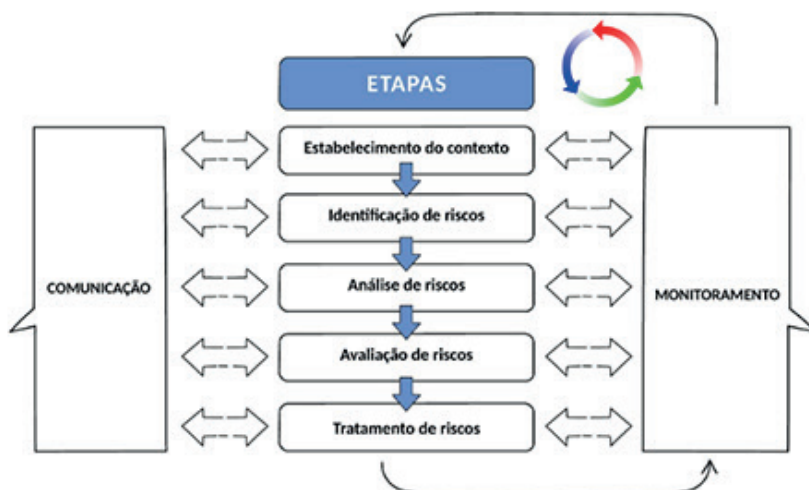 ETAPAS
Estabelecimento do contexto
Identificação de riscos
COMUNICAÇÃO
Análise de riscos
MONITORAMENTO
Avaliação de riscos
Tratamento de riscos